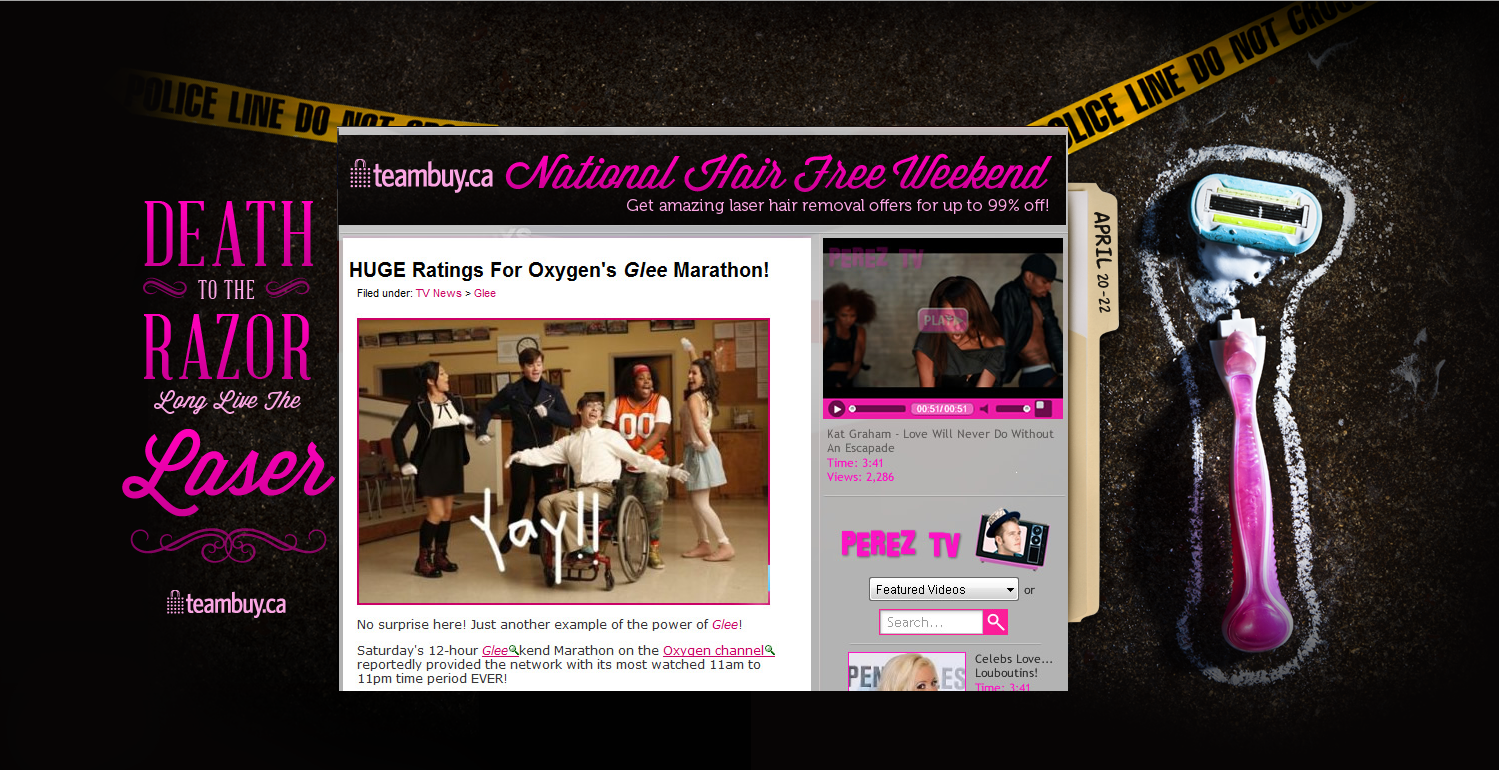 POLICE LINE DO NOT CROSS
POLICE LINE DO NOT CROSS
teambuy.ca National Hair Free Weekend
Get amazing laser hair removal offers for up to 99% off!
DEATH
TO THE
RAZOR
Long Live The
Laser
teambuy.ca
HUGE Ratings For Oxygen's Glee Marathon!
Filed under: TV News > Glee
OO
Yay!!
No surprise here! Just another example of the power of Glee!
Saturday's 12-hour Gleekend Marathon on the Oxygen channel
reportedly provided the network with its most watched 11am to
11pm time period EVER!
PEREZ TV
PLAY
00:51/00:51
Kat Graham - Love Will Never Do Without
An Escapade
Time: 3:41
Views: 2,286
PEREZ TV
Featured Videos or
Search...
Celebs Love...
Louboutins!
Time: 3:41
APRIL 20-22